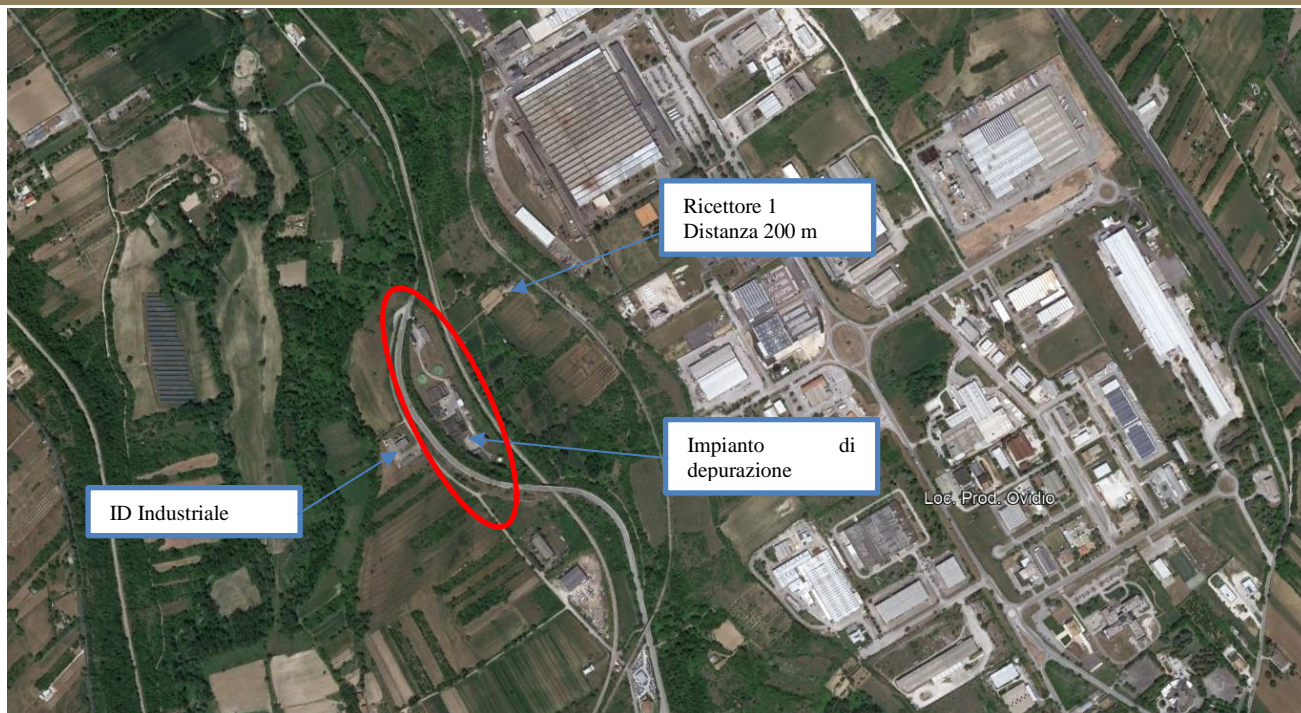 Ricettore 1
Distanza 200 m
Impianto di
depurazione
ID Industriale
Loc. Prod. Ovidio